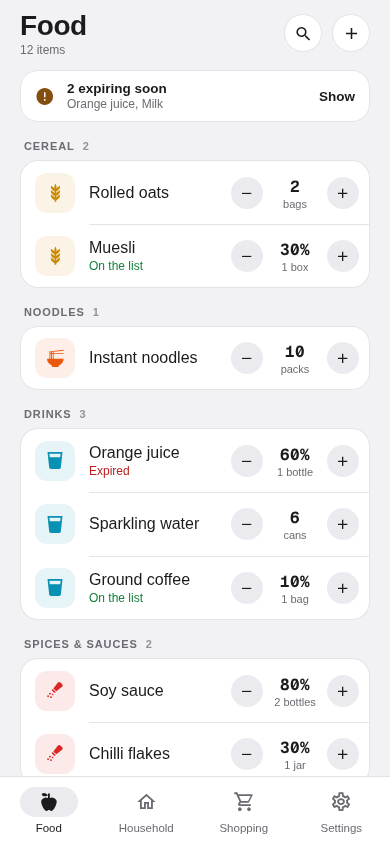 Food
12 items
2 expiring soon
Orange juice, Milk
Show
CEREAL 2
Rolled oats
2
bags
Muesli
On the list
30%
1 box
NOODLES 1
Instant noodles
10
packs
DRINKS 3
Orange juice
Expired
60%
1 bottle
Sparkling water
6
cans
Ground coffee
On the list
10%
1 bag
SPICES & SAUCES 2
Soy sauce
80%
2 bottles
Chilli flakes
30%
1 jar
Food
Household
Shopping
Settings